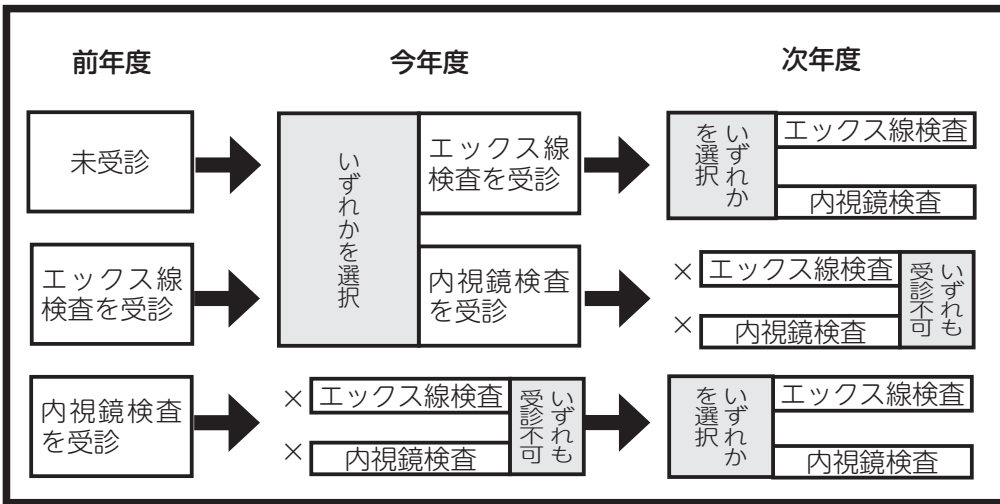 前年度
今年度
次年度
未受診
いずれかを選択
エックス線
検査を受診
いずれか
を選択
エックス線検査
内視鏡検査
エックス線
検査を受診
内視鏡検査
を受診
× エックス線検査
× 内視鏡検査
いずれも
受診不可
内視鏡検査
を受診
× エックス線検査
× 内視鏡検査
いずれも
受診不可
いずれか
を選択
エックス線検査
内視鏡検査